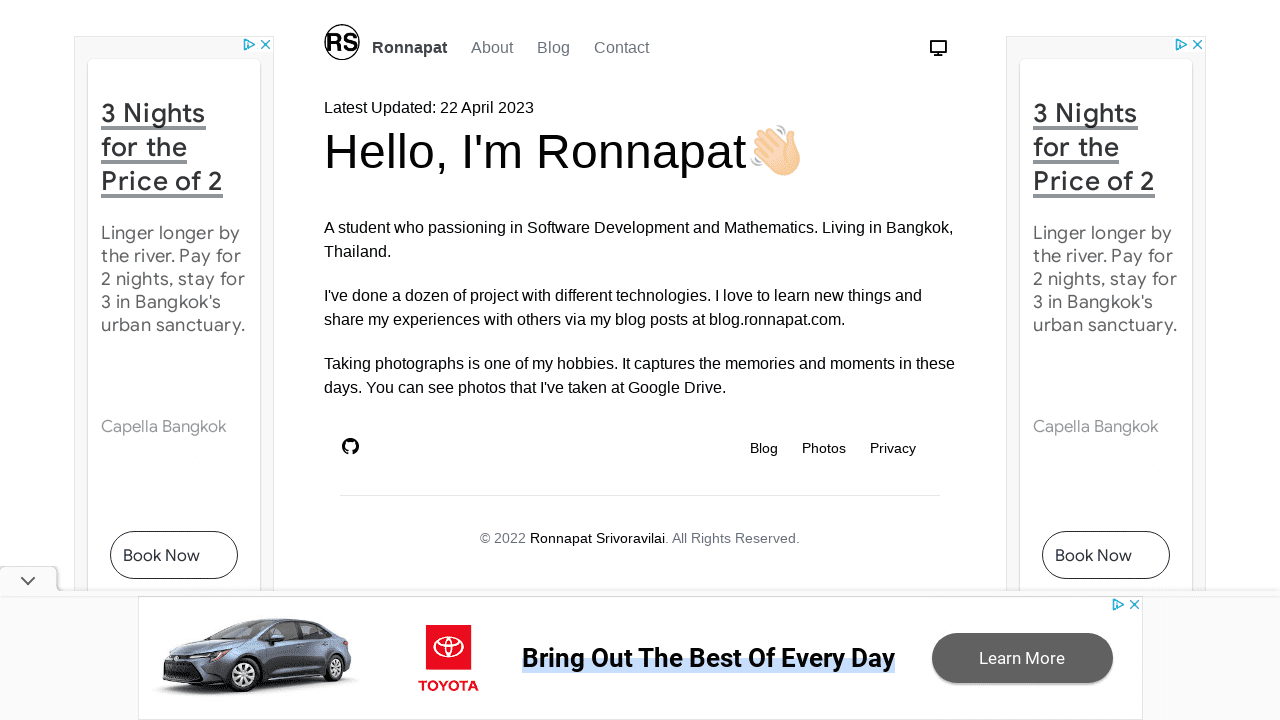 RS Ronnapat About Blog Contact
Latest Updated: 22 April 2023
Hello, I'm Ronnapat
A student who passioning in Software Development and Mathematics. Living in Bangkok,
Thailand.
I've done a dozen of project with different technologies. I love to learn new things and
share my experiences with others via my blog posts at blog.ronnapat.com.
Taking photographs is one of my hobbies. It captures the memories and moments in these
days. You can see photos that I've taken at Google Drive.
Blog Photos Privacy
© 2022 Ronnapat Srivoravilai. All Rights Reserved.
3 Nights
for the
Price of 2
Linger longer by
the river. Pay for
2 nights, stay for
3 in Bangkok's
urban sanctuary.
Capella Bangkok
Book Now
3 Nights
for the
Price of 2
Linger longer by
the river. Pay for
2 nights, stay for
3 in Bangkok's
urban sanctuary.
Capella Bangkok
Book Now
TOYOTA
Bring Out The Best Of Every Day
Learn More